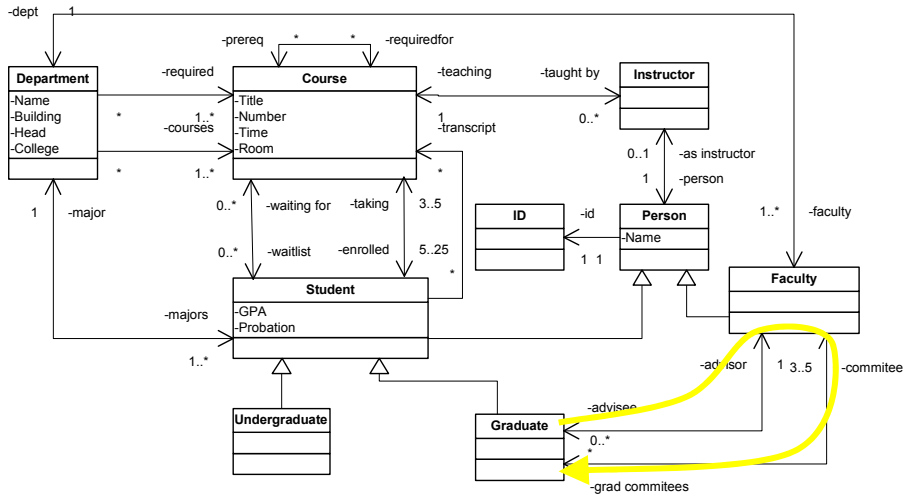 -dept 1
-prereq * * -requiredfor
Department
-Name
-Building
-Head
-College
-required
* 1..*
-courses
* 1..*
Course
-Title
-Number
-Time
-Room
-teaching
1
-transcript
*
-taught by
0..*
Instructor
0..1 -as instructor
1 -person
ID
-id
1 1
Person
-Name
1..* -faculty
Faculty
1 -major
0..* -waiting for
-taking 3..5
0..* -waitlist
-enrolled 5..25
*
Student
-GPA
-Probation
-majors
1..*
-advisor 1 3..5 -commitee
Undergraduate
Graduate
-advisee
0..*
*
-grad commitees